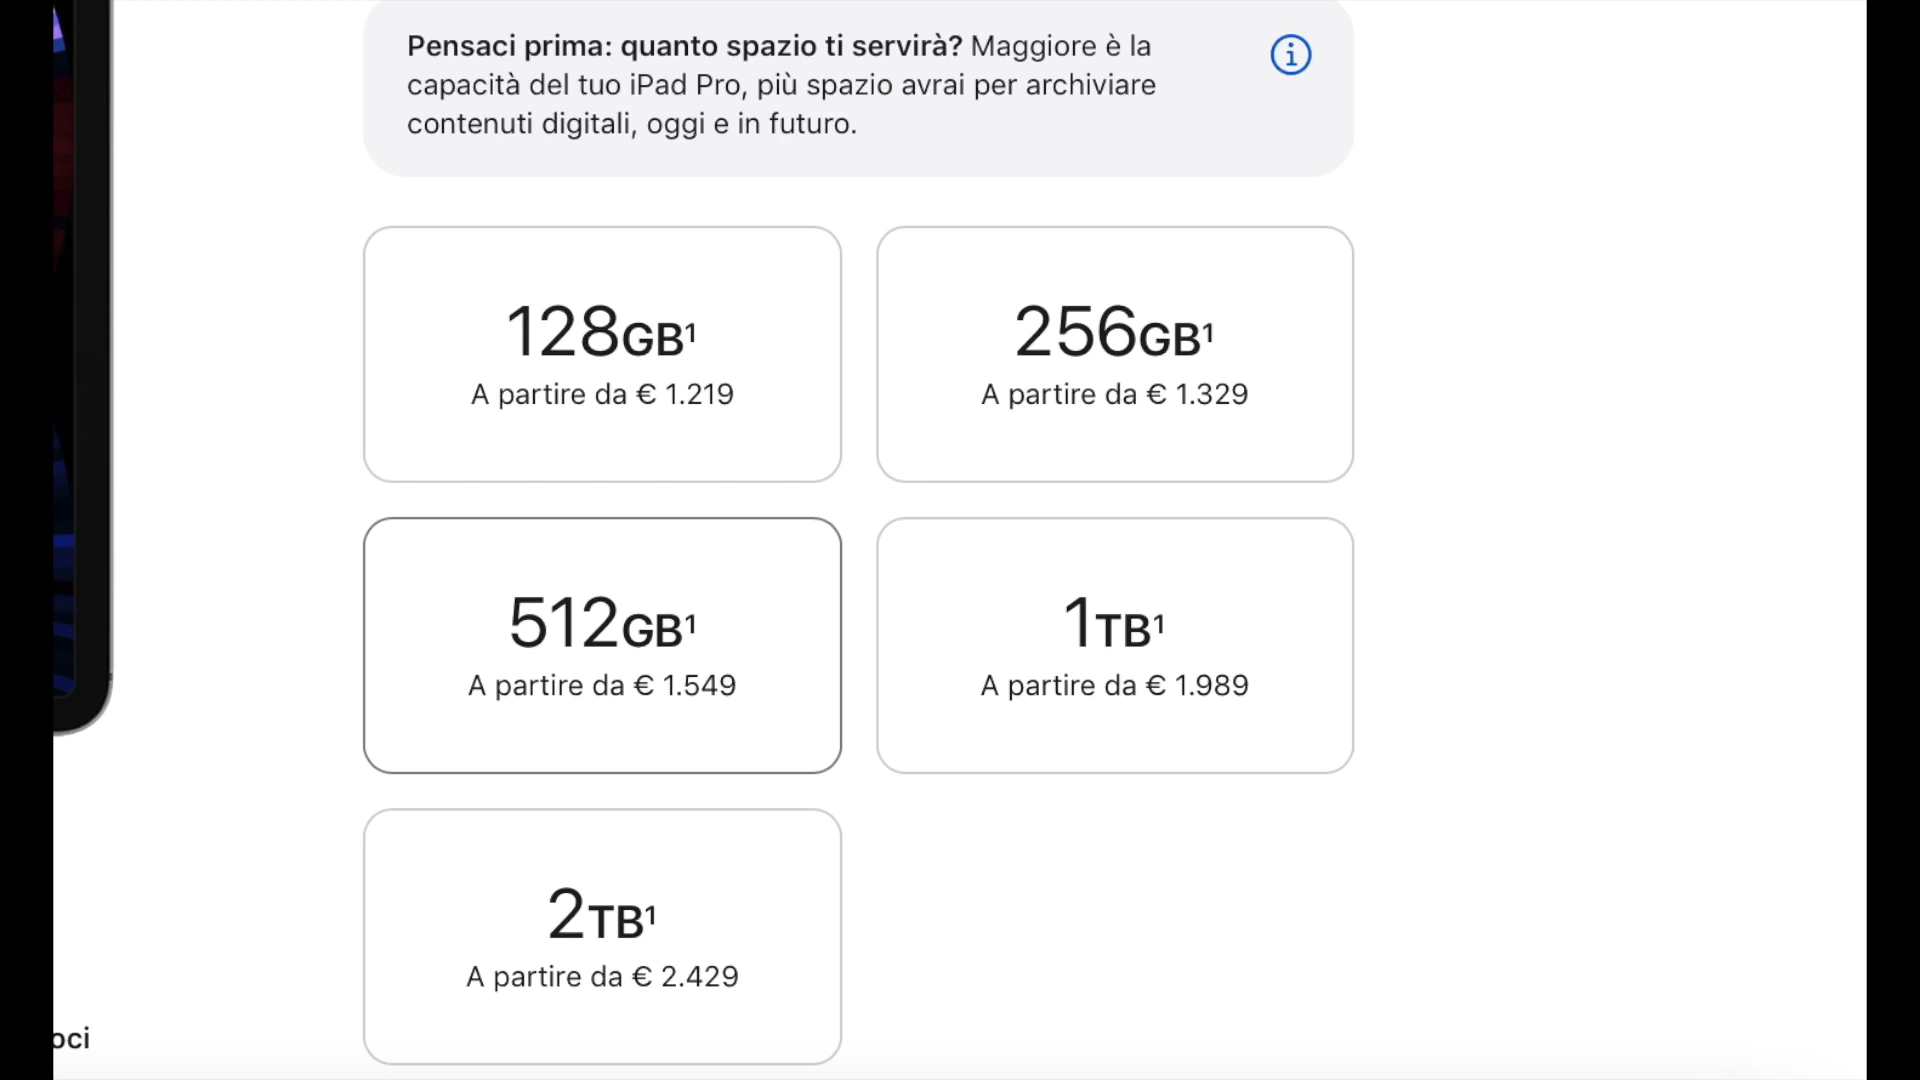 Pensaci prima: quanto spazio ti servirà? Maggiore è la
capacità del tuo iPad Pro, più spazio avrai per archiviare
contenuti digitali, oggi e in futuro.
128GB¹
A partire da € 1.219
256GB¹
A partire da € 1.329
512GB¹
A partire da € 1.549
1TB¹
A partire da € 1.989
2TB¹
A partire da € 2.429
oci